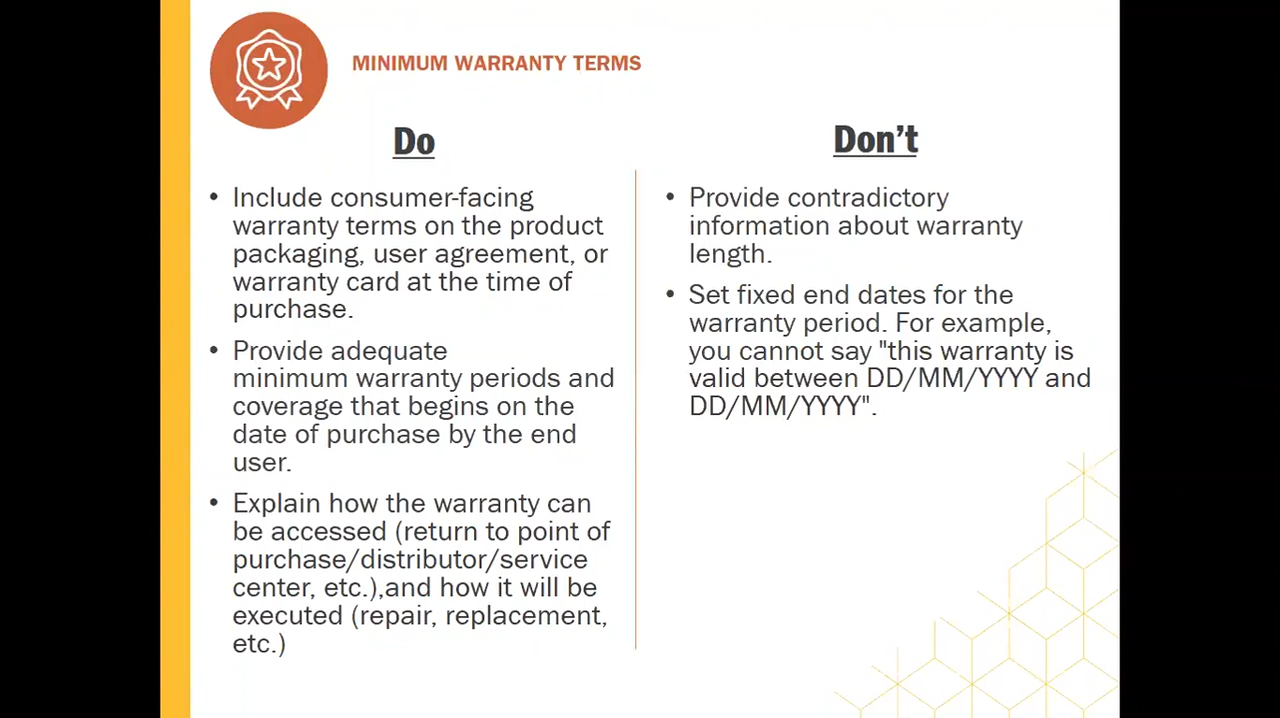 MINIMUM WARRANTY TERMS
Do
• Include consumer-facing
warranty terms on the product
packaging, user agreement, or
warranty card at the time of
purchase.
• Provide adequate
minimum warranty periods and
coverage that begins on the
date of purchase by the end
user.
• Explain how the warranty can
be accessed (return to point of
purchase/distributor/service
center, etc.),and how it will be
executed (repair, replacement,
etc.)
Don't
• Provide contradictory
information about warranty
length.
• Set fixed end dates for the
warranty period. For example,
you cannot say "this warranty is
valid between DD/MM/YYYY and
DD/MM/YYYY".